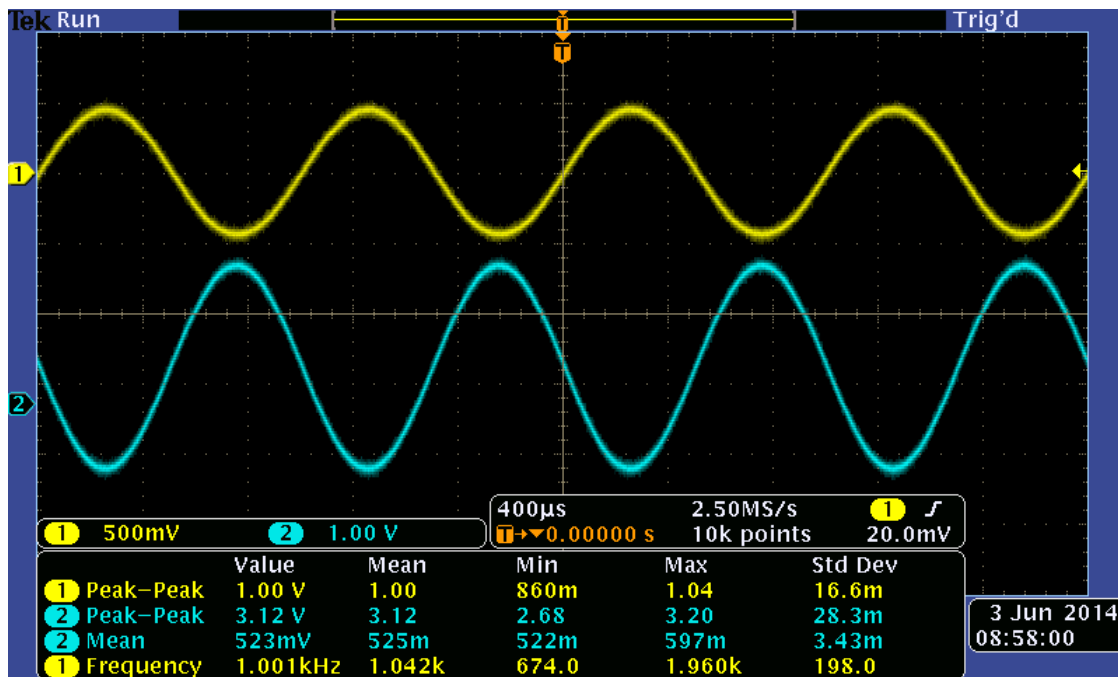 Tek Run T Trig'd
T
1
2
400µs 2.50MS/s 1
1 500mV 2 1.00 V T→▼0.00000 s 10k points 20.0mV
Value Mean Min Max Std Dev
1 Peak–Peak 1.00 V 1.00 860m 1.04 16.6m
2 Peak–Peak 3.12 V 3.12 2.68 3.20 28.3m
2 Mean 523mV 525m 522m 597m 3.43m
1 Frequency 1.001kHz 1.042k 674.0 1.960k 198.0
3 Jun 2014
08:58:00